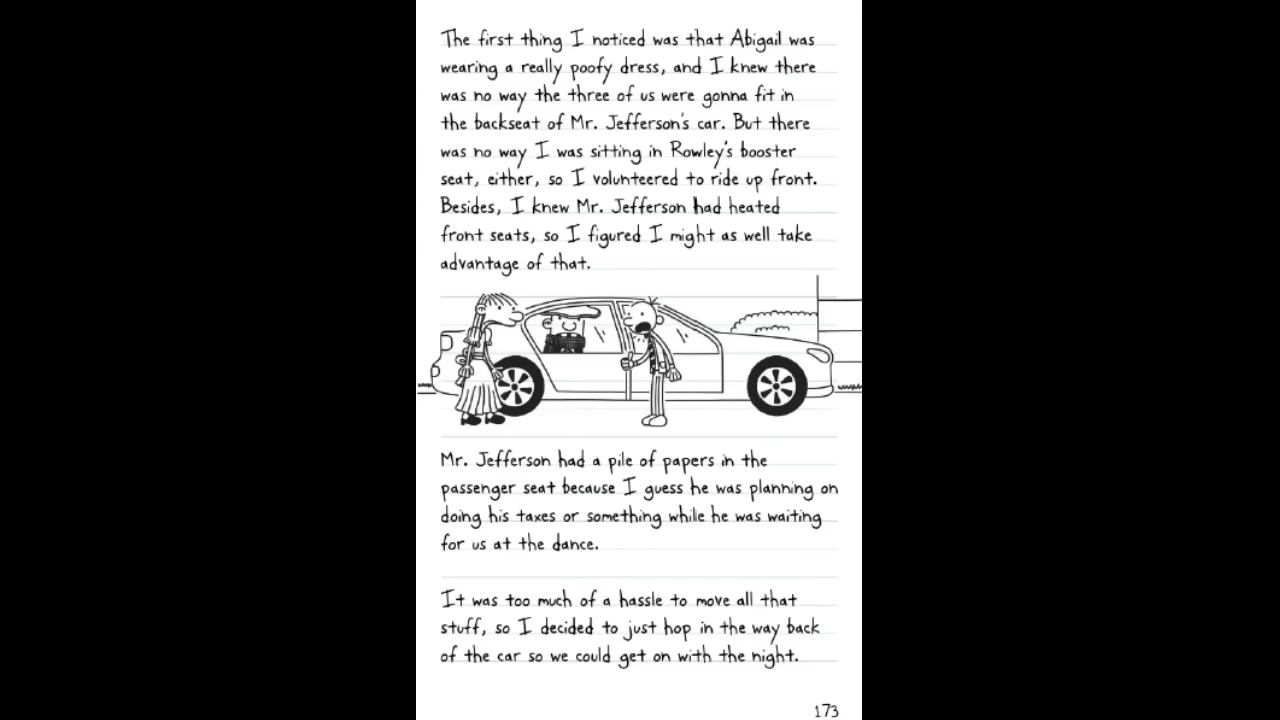 The first thing I noticed was that Abigail was
wearing a really poofy dress, and I knew there
was no way the three of us were gonna fit in
the backseat of Mr. Jefferson's car. But there
was no way I was sitting in Rowley's booster
seat, either, so I volunteered to ride up front.
Besides, I knew Mr. Jefferson had heated
front seats, so I figured I might as well take
advantage of that.
Mr. Jefferson had a pile of papers in the
passenger seat because I guess he was planning on
doing his taxes or something while he was waiting
for us at the dance.
It was too much of a hassle to move all that
stuff, so I decided to just hop in the way back
of the car so we could get on with the night.
173